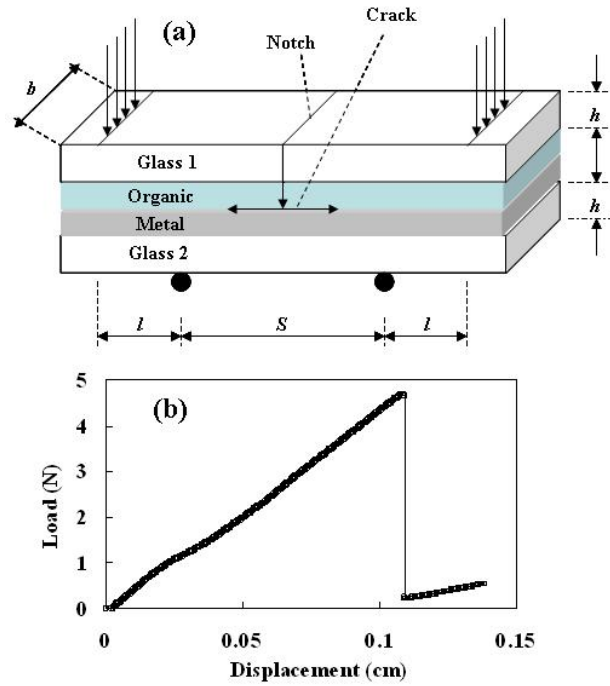 (a)
Crack
Notch
b
h
Glass 1
Organic
Metal
h
Glass 2
l
S
l
(b)
5
4
3
2
1
0
Load (N)
0
0.05
0.1
0.15
Displacement (cm)